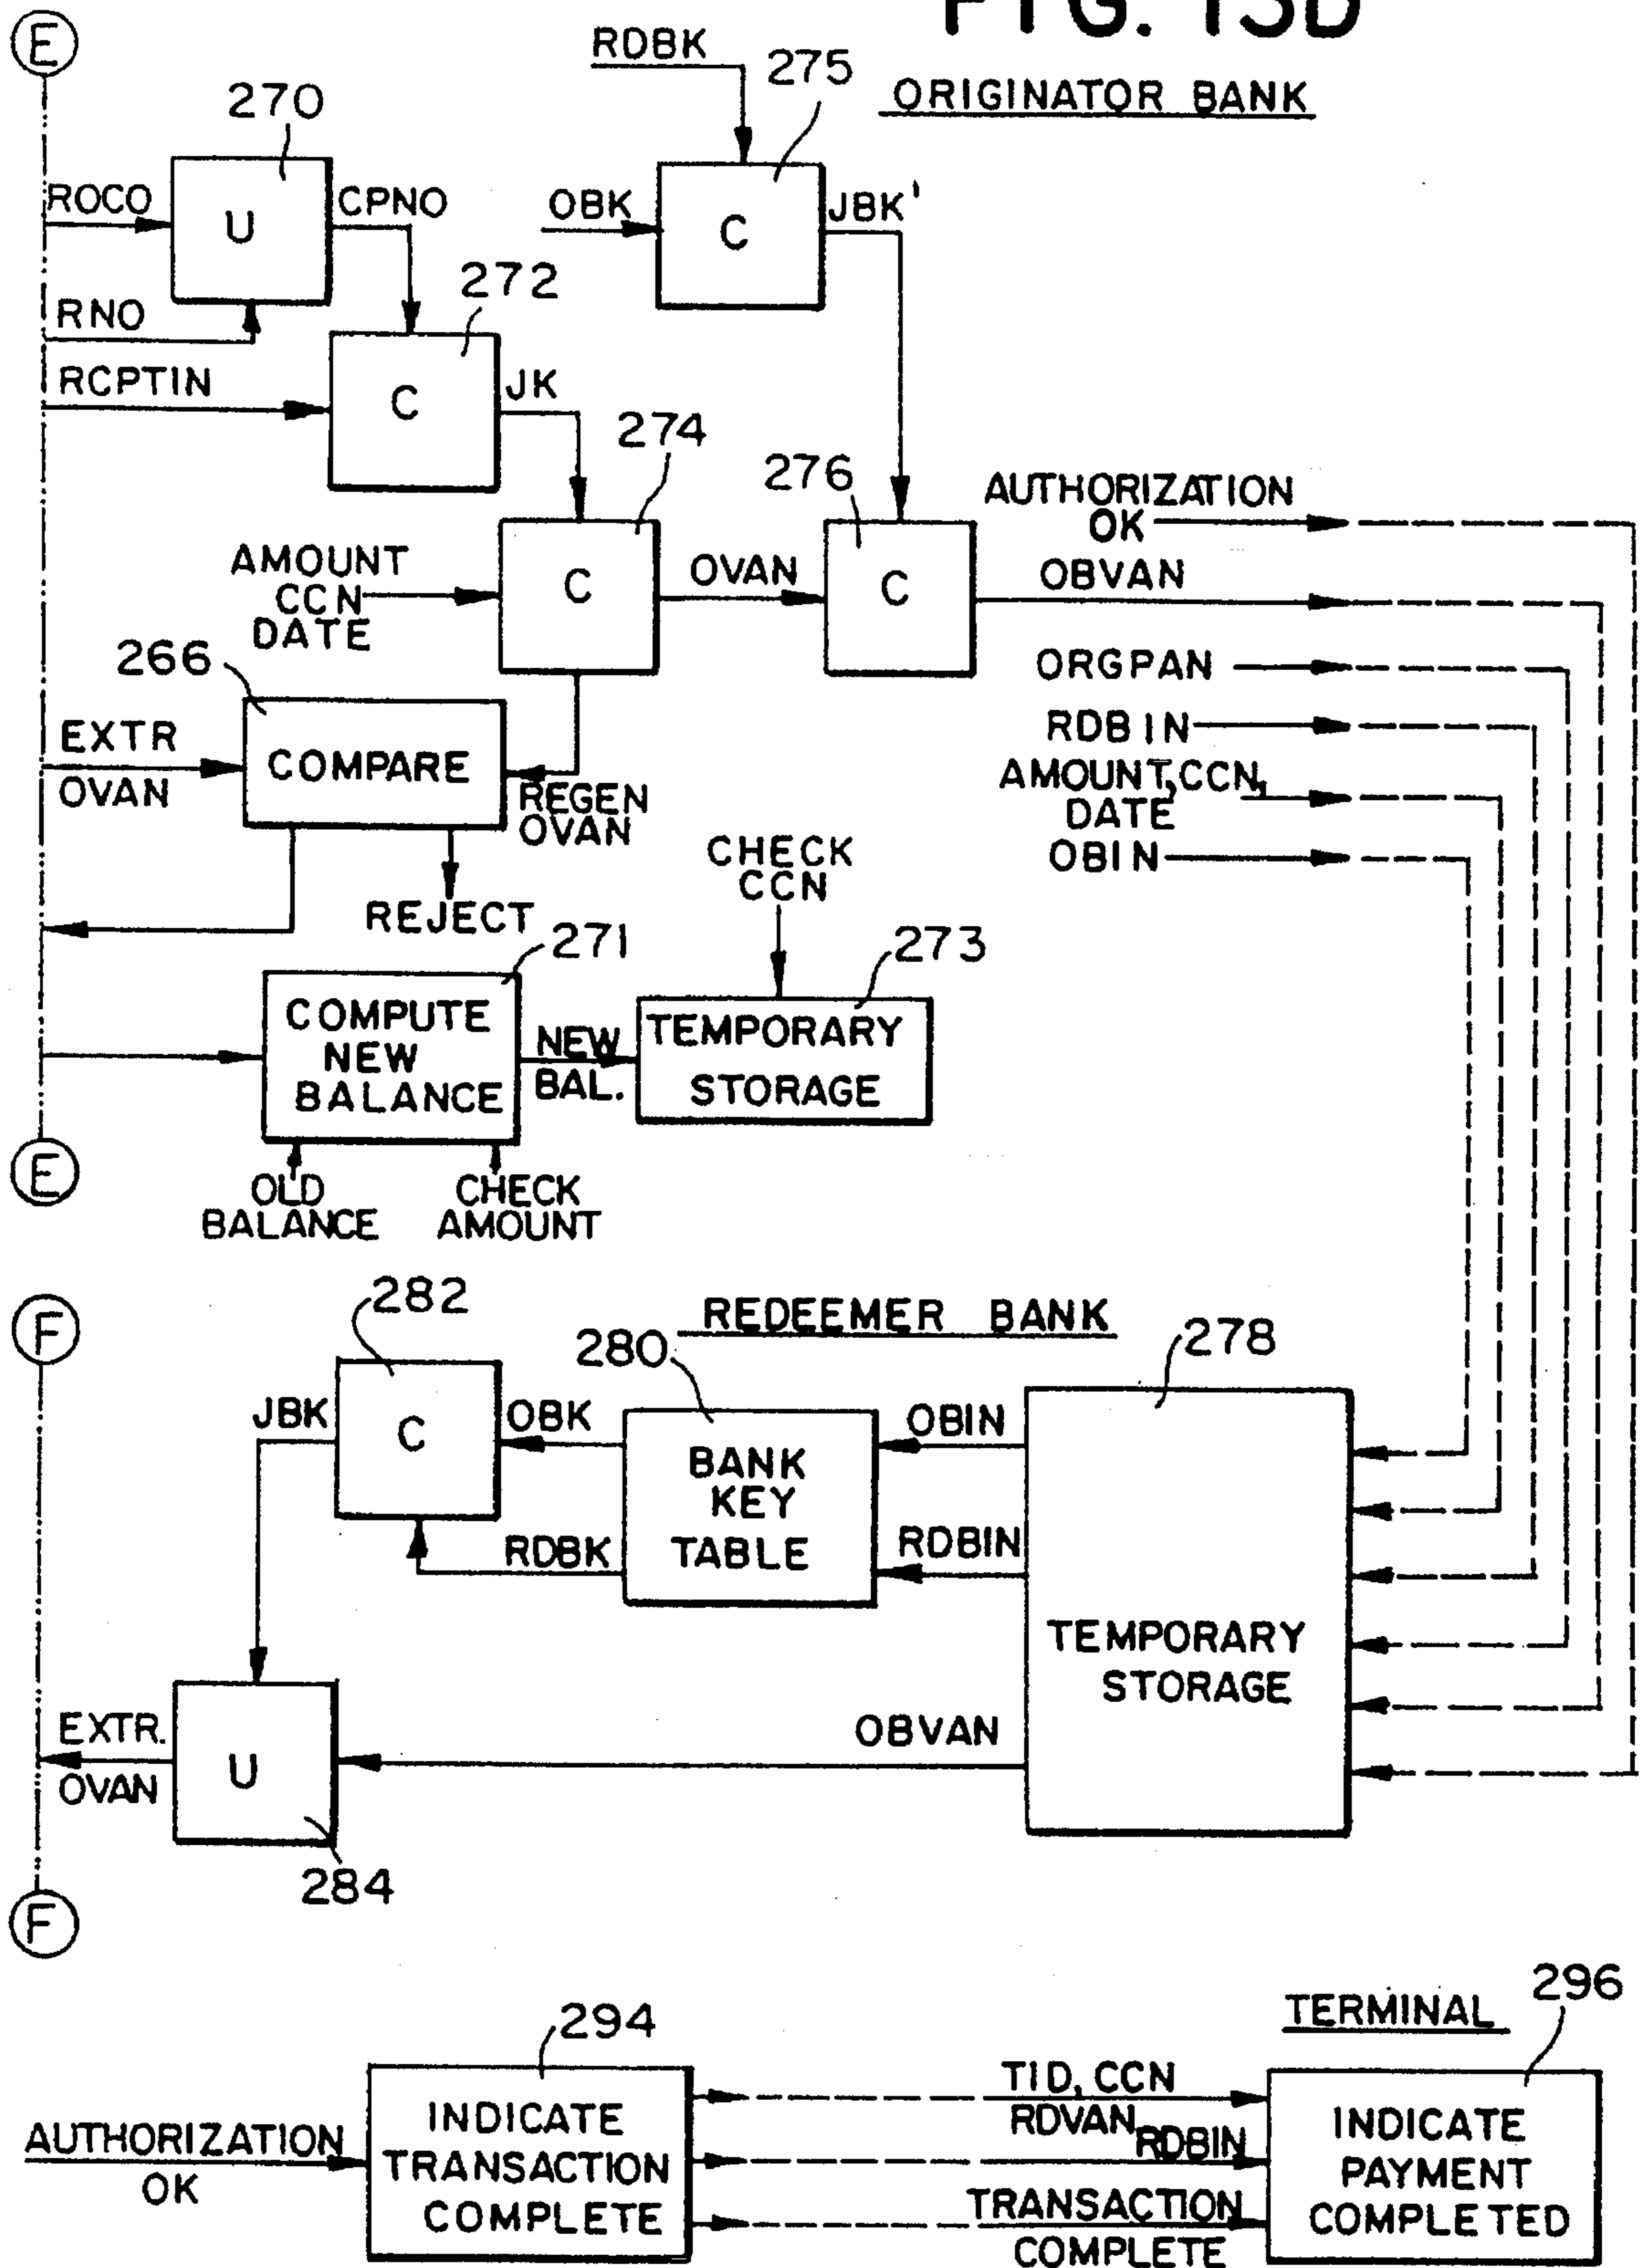 FIG. 13B
ORIGINATOR BANK
E
RDBK
275
270
ROCO
U
CPNO
OBK
C
JBK'
RNO
272
RCPTIN
C
JK
274
276
AUTHORIZATION
OK
AMOUNT
CCN
DATE
C
OVAN
C
OBVAN
266
ORGPAN
EXTR
OVAN
COMPARE
REGEN
OVAN
RDBIN
AMOUNT, CCN,
DATE
OBIN
REJECT
CHECK
CCN
271
273
COMPUTE
NEW
BALANCE
NEW
BAL.
TEMPORARY
STORAGE
E
OLD
BALANCE
CHECK
AMOUNT
F
282
REDEEMER BANK
280
278
JBK
C
OBK
BANK
KEY
TABLE
OBIN
RDBK
RDBIN
TEMPORARY
STORAGE
EXTR.
OVAN
U
OBVAN
284
F
294
TERMINAL
296
AUTHORIZATION
OK
INDICATE
TRANSACTION
COMPLETE
TID, CCN
RDVAN
RDBIN
TRANSACTION
COMPLETE
INDICATE
PAYMENT
COMPLETED